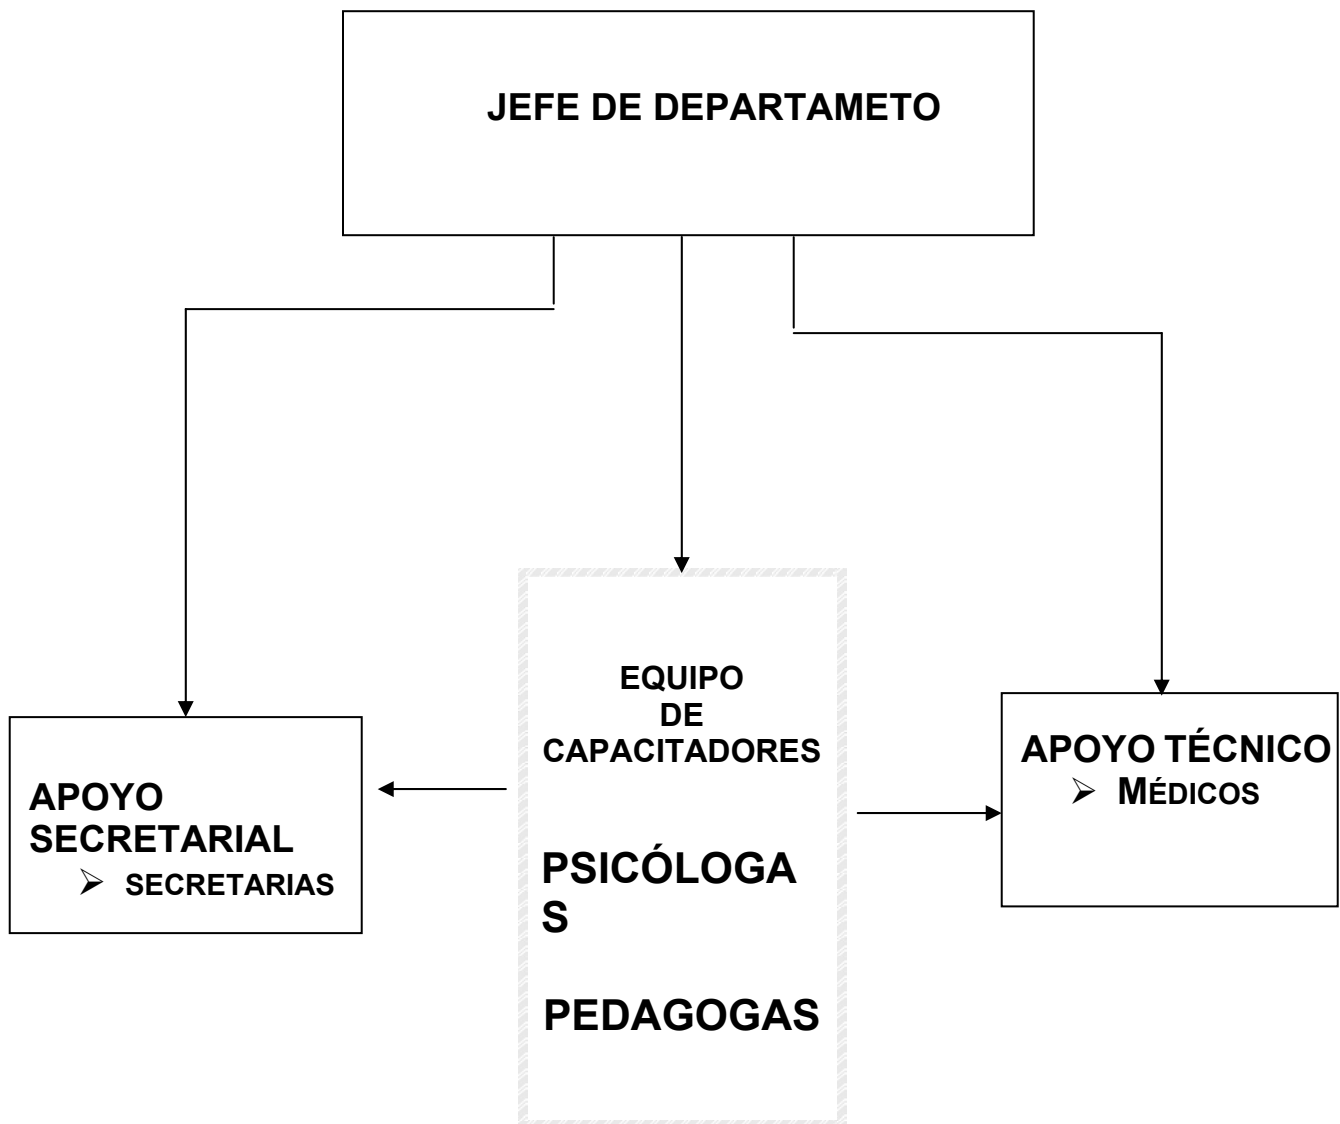 JEFE DE DEPARTAMETO
EQUIPO
DE
CAPACITADORES
PSICÓLOGA
S
PEDAGOGAS
APOYO
SECRETARIAL
➢ SECRETARIAS
APOYO TÉCNICO
➢ MÉDICOS